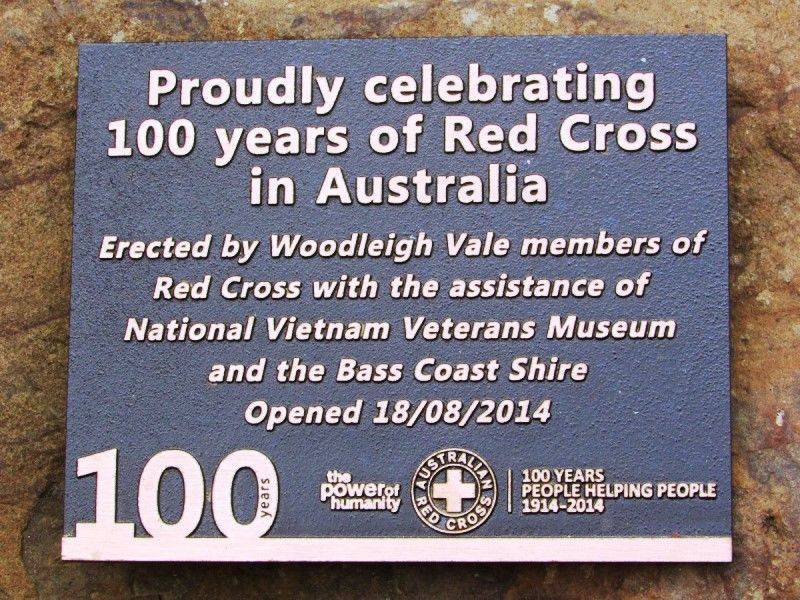 Proudly celebrating
100 years of Red Cross
in Australia
Erected by Woodleigh Vale members of
Red Cross with the assistance of
National Vietnam Veterans Museum
and the Bass Coast Shire
Opened 18/08/2014
100 years
the
power of
humanity
AUSTRALIAN
RED CROSS
100 YEARS
PEOPLE HELPING PEOPLE
1914-2014